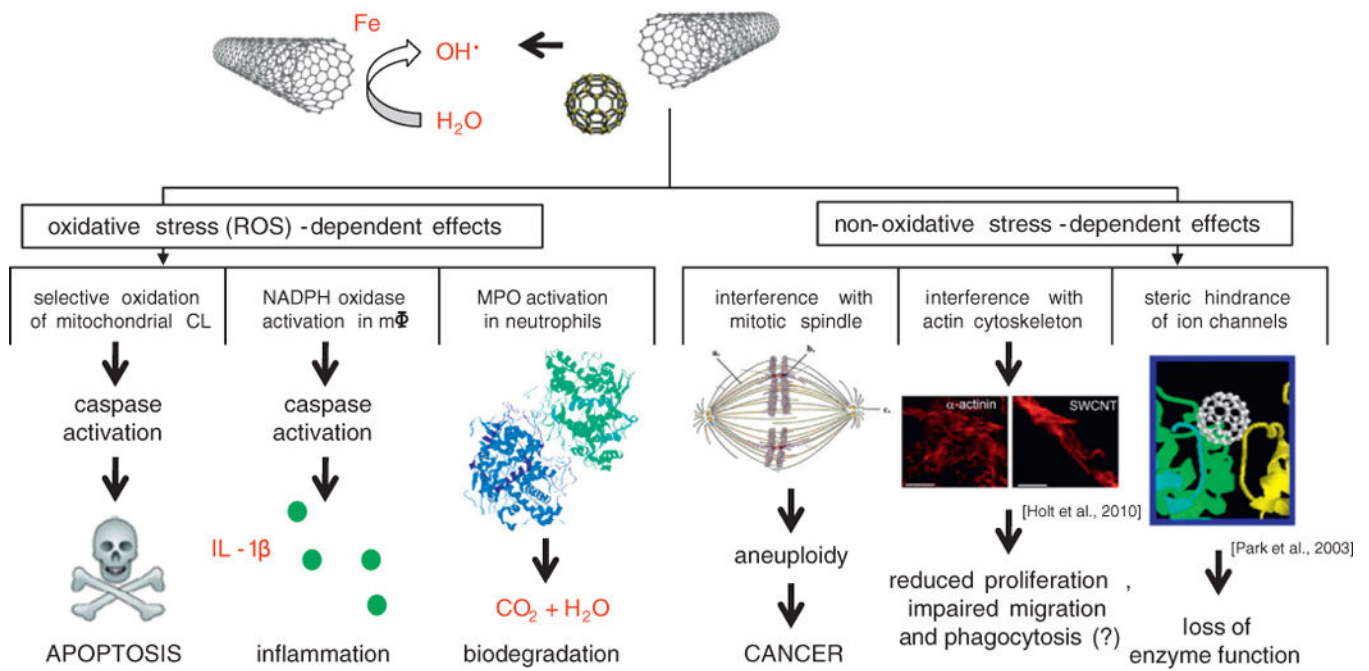 Fe
OH•
H₂O
oxidative stress (ROS) - dependent effects
non-oxidative stress - dependent effects
selective oxidation
of mitochondrial CL
caspase
activation
APOPTOSIS
NADPH oxidase
activation in mΦ
caspase
activation
IL - 1β
inflammation
MPO activation
in neutrophils
CO₂ + H₂O
biodegradation
interference with
mitotic spindle
a.
b.
c.
aneuploidy
CANCER
interference with
actin cytoskeleton
α-actinin
SWCNT
[Holt et al., 2010]
reduced proliferation ,
impaired migration
and phagocytosis (?)
steric hindrance
of ion channels
[Park et al., 2003]
loss of
enzyme function